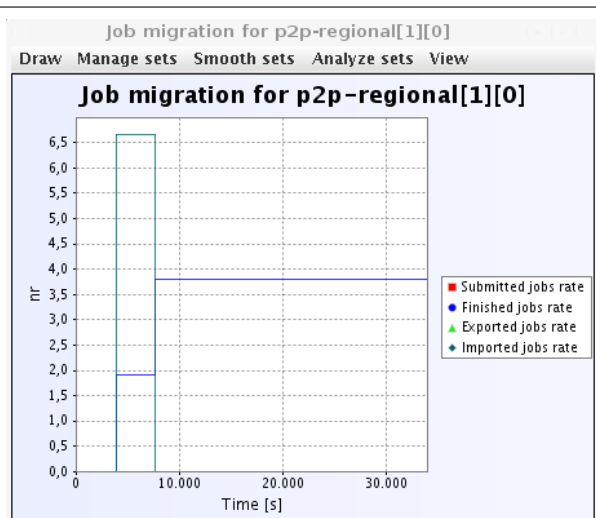 Job migration for p2p-regional[1][0]
Draw Manage sets Smooth sets Analyze sets View
Job migration for p2p-regional[1][0]
6,5
6,0
5,5
5,0
4,5
4,0
3,5
3,0
2,5
2,0
1,5
1,0
0,5
0,0
nr
0 10.000 20.000 30.000
Time [s]
Submitted jobs rate
Finished jobs rate
Exported jobs rate
Imported jobs rate